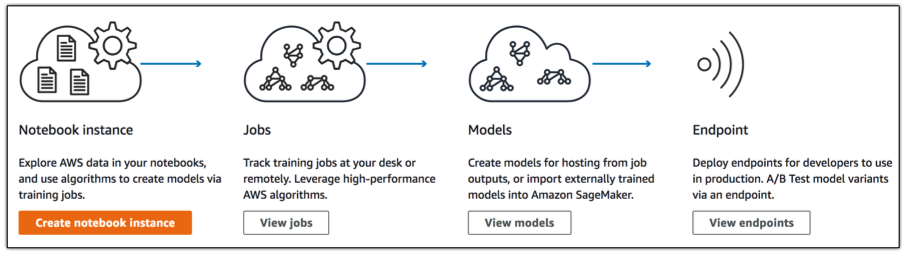 Notebook instance
Explore AWS data in your notebooks,
and use algorithms to create models via
training jobs.
Create notebook instance
Jobs
Track training jobs at your desk or
remotely. Leverage high-performance
AWS algorithms.
View jobs
Models
Create models for hosting from job
outputs, or import externally trained
models into Amazon SageMaker.
View models
Endpoint
Deploy endpoints for developers to use
in production. A/B Test model variants
via an endpoint.
View endpoints